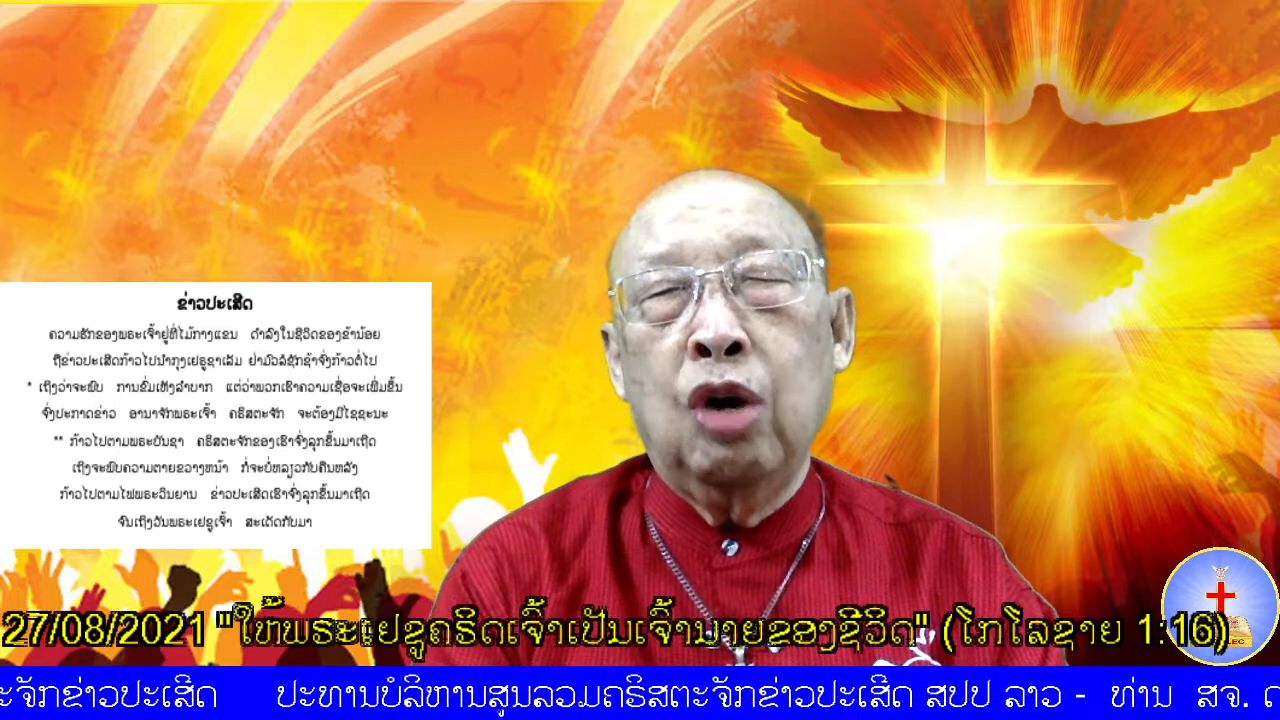 ຂ່າວປະເສີດ
ຄວາມຮັກຂອງພຣະເຈົ້າຢູ່ທີ່ໄມ້ກາງແຂນ ດຳລົງໃນຊີວິດຂອງຂ້ານ້ອຍ
ຖືຂ່າວປະເສີດກ້າວໄປນຳກຸງເຢຣູຊາເລັມ ຢ່າມົວລໍຊັກຊ້າຈົ່ງກ້າວຕໍ່ໄປ
* ເຖິງວ່າຈະພົບ ການຂົ່ມເຫັງລຳບາກ ແຕ່ວ່າພວກເຮົາຄວາມເຊື່ອຈະເພີ່ມຂຶ້ນ
ຈົ່ງປະກາດຂ່າວ ອານາຈັກພຣະເຈົ້າ ຄຣິສຕະຈັກ ຈະຕ້ອງມີໄຊຊະນະ
** ກ້າວໄປຕາມພຣະບັນຊາ ຄຣິສຕະຈັກຂອງເຮົາຈົ່ງລຸກຂຶ້ນມາເຖີດ
ເຖິງຈະພົບຄວາມຕາຍຂວາງຫນ້າ ກໍ່ຈະບໍ່ຫລຽວກັບຄືນຫລັງ
ກ້າວໄປຕາມໄຟພຣະວິນຍານ ຂ່າວປະເສີດເຮົາຈົ່ງລຸກຂຶ້ນມາເຖີດ
ຈົນເຖິງວັນພຣະເຢຊູເຈົ້າ ສະເດັດກັບມາ
27/08/2021 "ໃຫ້ພຣະເຢຊູຄຣິດເຈົ້າເປັນເຈົ້ານາຍຂອງຊີວິດ" (ໂກໂລຊາຍ 1:16)
ະຈັກຂ່າວປະເສີດ ປະທານບໍລິຫານສູນລວມຄຣິສຕະຈັກຂ່າວປະເສີດ ສປປ ລາວ - ທ່ານ ສຈ. ດ